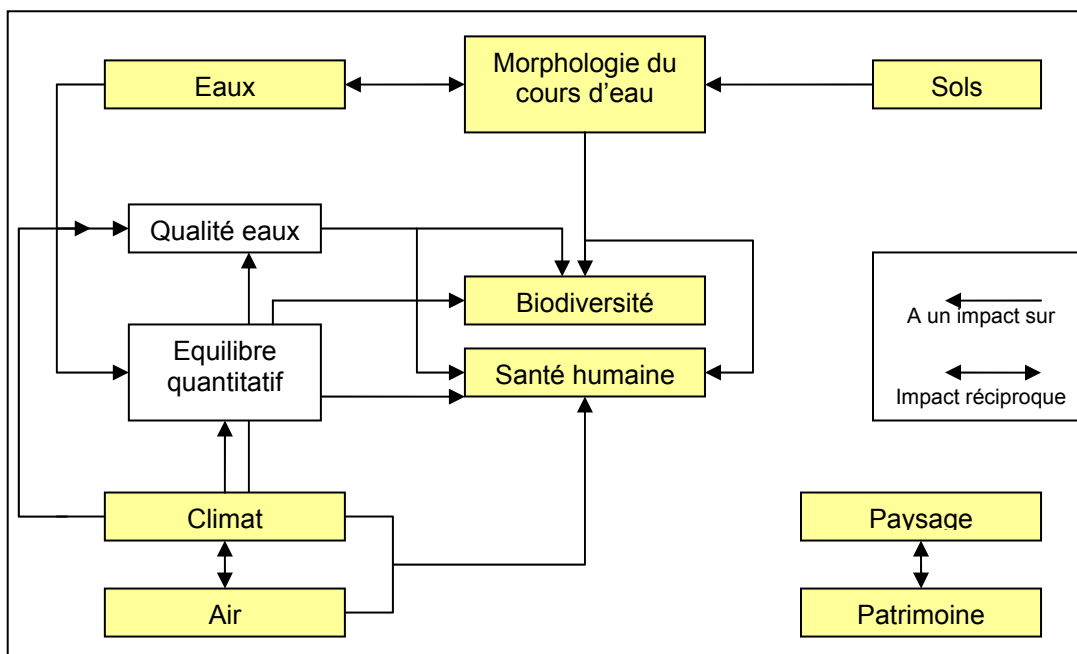 Eaux
Morphologie du
cours d’eau
Sols
Qualité eaux
Biodiversité
A un impact sur
Equilibre
quantitatif
Santé humaine
Impact réciproque
Climat
Paysage
Air
Patrimoine